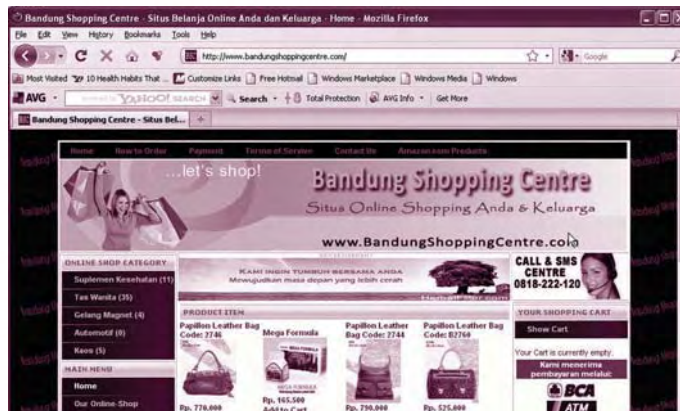 Bandung Shopping Centre - Situs Belanja Online Anda dan Keluarga - Home - Mozilla Firefox
File Edit View History Bookmarks Tools Help
http://www.bandungshoppingcentre.com/
Google
Most Visited 10 Health Habits That ... Customize Links Free Hotmail Windows Marketplace Windows Media Windows
AVG YAHOO! SEARCH Search Total Protection AVG Info Get More
Bandung Shopping Centre - Situs Bel...
Home How to Order Payment Terms of Service Contact Us Amazon.com Products
...let's shop!
Bandung Shopping Centre
Situs Online Shopping Anda & Keluarga
www.BandungShoppingCentre.com
ONLINE SHOP CATEGORY
Suplemen Kesehatan (11)
Tas Wanita (35)
Gelang Magnet (4)
Automotif (0)
Kaos (5)
MAIN MENU
Home
Our Online-Shop
KAMI INGIN TUMBUH BERSAMA ANDA
Mewujudkan masa depan yang lebih cerah
PRODUCT ITEM
Papillon Leather Bag Code: 2746
Rp. 770.000
Mega Formula
MEGA FORMULA
Rp. 165.500
Add to Cart
Papillon Leather Bag Code: 2744
Rp. 790.000
Papillon Leather Bag Code: B2760
Rp. 525.000
CALL & SMS
CENTRE
0818-222-120
YOUR SHOPPING CART
Show Cart
Your Cart is currently empty.
Kami menerima
pembayaran melalui:
BCA
ATM